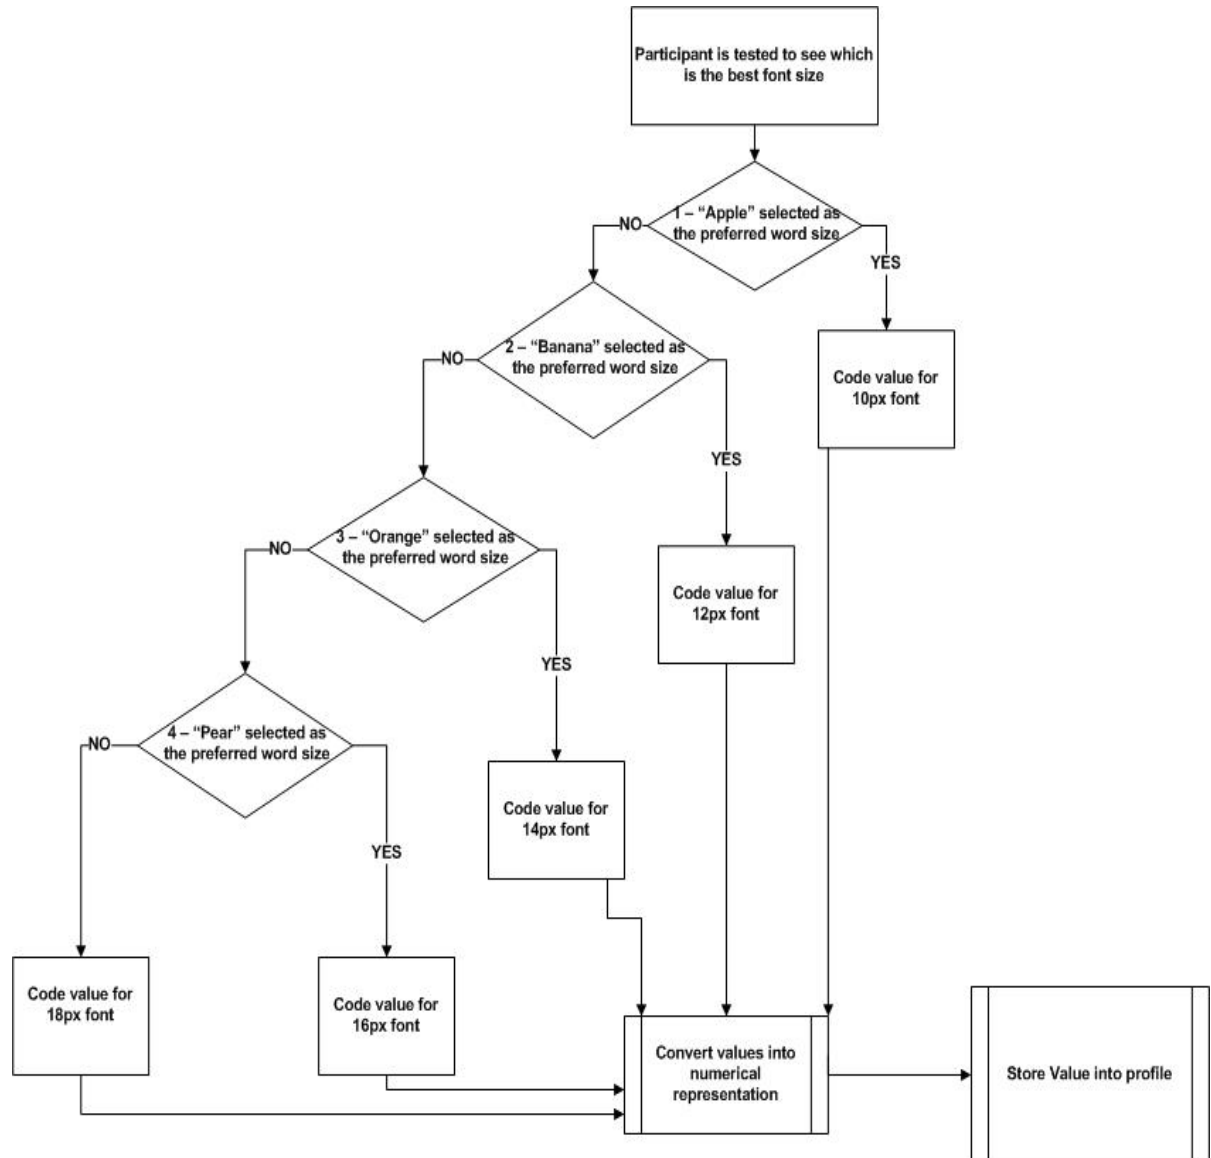 Participant is tested to see which
is the best font size
1 – “Apple” selected as
the preferred word size
NO
YES
2 – “Banana” selected as
the preferred word size
NO
Code value for
10px font
YES
3 – “Orange” selected as
the preferred word size
NO
Code value for
12px font
YES
4 – “Pear” selected as
the preferred word size
NO
Code value for
14px font
YES
Code value for
18px font
Code value for
16px font
Convert values into
numerical
representation
Store Value into profile